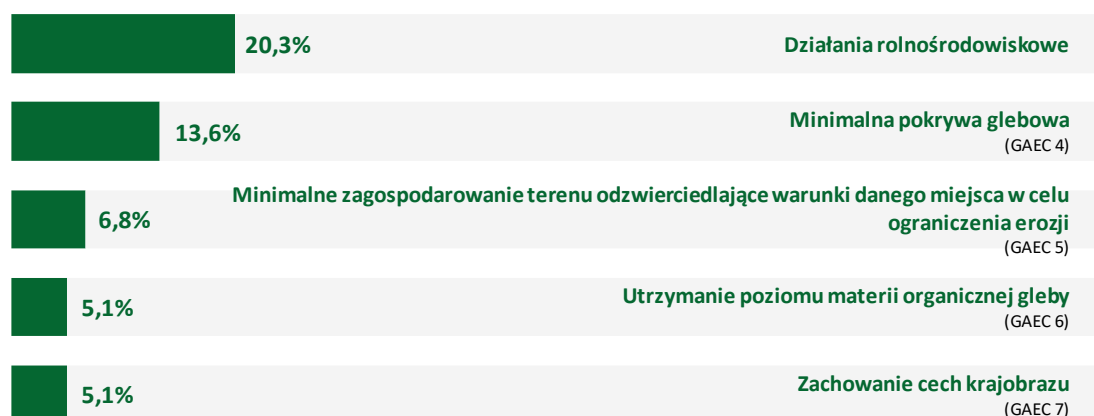 20,3% Działania rolnośrodowiskowe
13,6% Minimalna pokrywa glebowa
(GAEC 4)
6,8% Minimalne zagospodarowanie terenu odzwierciedlające warunki danego miejsca w celu
ograniczenia erozji
(GAEC 5)
5,1% Utrzymanie poziomu materii organicznej gleby
(GAEC 6)
5,1% Zachowanie cech krajobrazu
(GAEC 7)